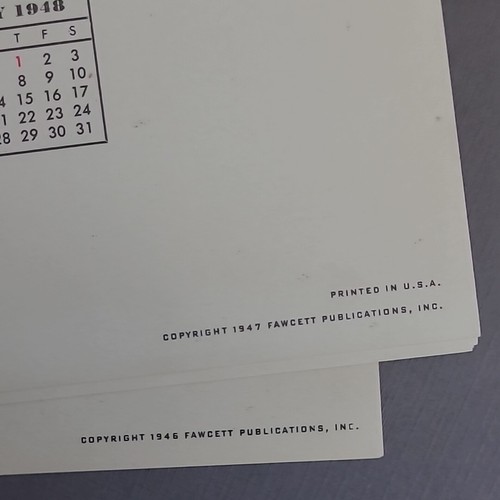 Y 1948
T F S
1 2 3
8 9 10
4 15 16 17
1 22 23 24
28 29 30 31
PRINTED IN U.S.A.
COPYRIGHT 1947 FAWCETT PUBLICATIONS, INC.
COPYRIGHT 1946 FAWCETT PUBLICATIONS, INC.